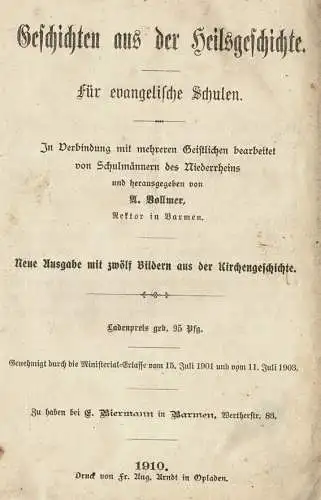 Geschichten aus der Heilsgeschichte.
Für evangelische Schulen.
In Verbindung mit mehreren Geistlichen bearbeitet
von Schulmännern des Niederrheins
und herausgegeben von
A. Vollmer,
Rektor in Barmen.
Neue Ausgabe mit zwölf Bildern aus der Kirchengeschichte.
Ladenpreis geb. 95 Pfg.
Genehmigt durch die Ministerial-Erlasse vom 15. Juli 1901 und vom 11. Juli 1903.
Zu haben bei E. Biermann in Barmen, Wertherstr. 83.
1910.
Druck von Fr. Aug. Arndt in Opladen.